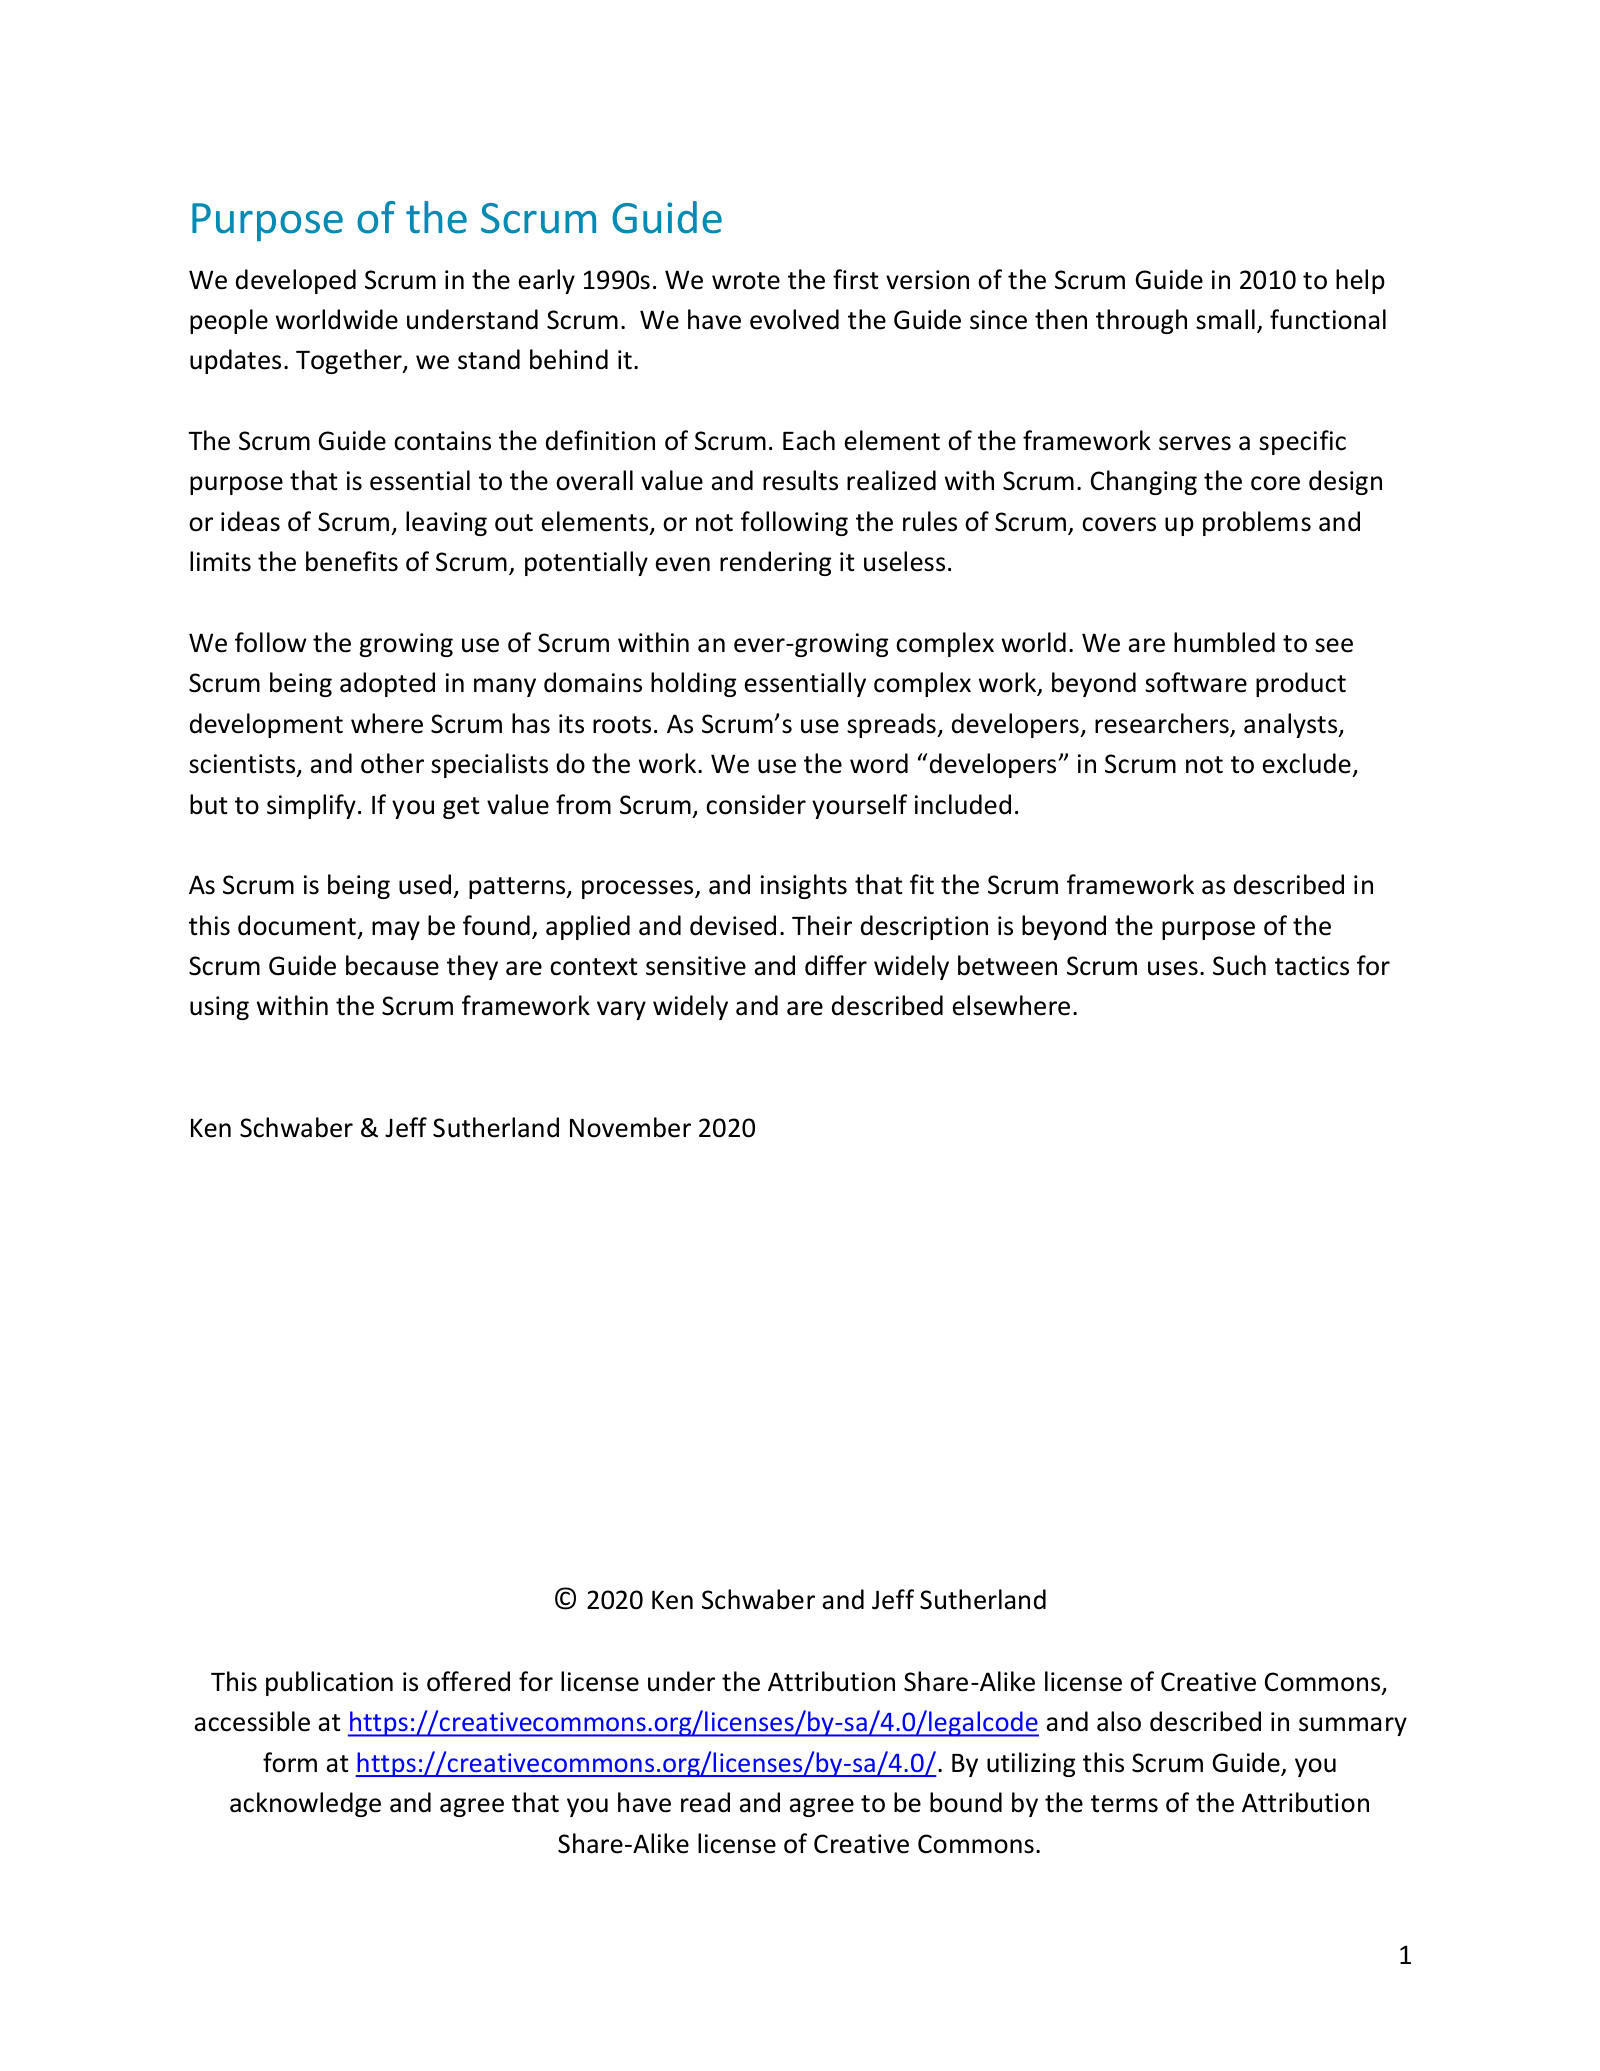 Purpose of the Scrum Guide
We developed Scrum in the early 1990s. We wrote the first version of the Scrum Guide in 2010 to help
people worldwide understand Scrum.  We have evolved the Guide since then through small, functional
updates. Together, we stand behind it.
The Scrum Guide contains the definition of Scrum. Each element of the framework serves a specific
purpose that is essential to the overall value and results realized with Scrum. Changing the core design
or ideas of Scrum, leaving out elements, or not following the rules of Scrum, covers up problems and
limits the benefits of Scrum, potentially even rendering it useless.
We follow the growing use of Scrum within an ever-growing complex world. We are humbled to see
Scrum being adopted in many domains holding essentially complex work, beyond software product
development where Scrum has its roots. As Scrum’s use spreads, developers, researchers, analysts,
scientists, and other specialists do the work. We use the word “developers” in Scrum not to exclude,
but to simplify. If you get value from Scrum, consider yourself included.
As Scrum is being used, patterns, processes, and insights that fit the Scrum framework as described in
this document, may be found, applied and devised. Their description is beyond the purpose of the
Scrum Guide because they are context sensitive and differ widely between Scrum uses. Such tactics for
using within the Scrum framework vary widely and are described elsewhere.
Ken Schwaber & Jeff Sutherland November 2020
© 2020 Ken Schwaber and Jeff Sutherland
This publication is offered for license under the Attribution Share-Alike license of Creative Commons,
accessible at https://creativecommons.org/licenses/by-sa/4.0/legalcode and also described in summary
form at https://creativecommons.org/licenses/by-sa/4.0/. By utilizing this Scrum Guide, you
acknowledge and agree that you have read and agree to be bound by the terms of the Attribution
Share-Alike license of Creative Commons.
1